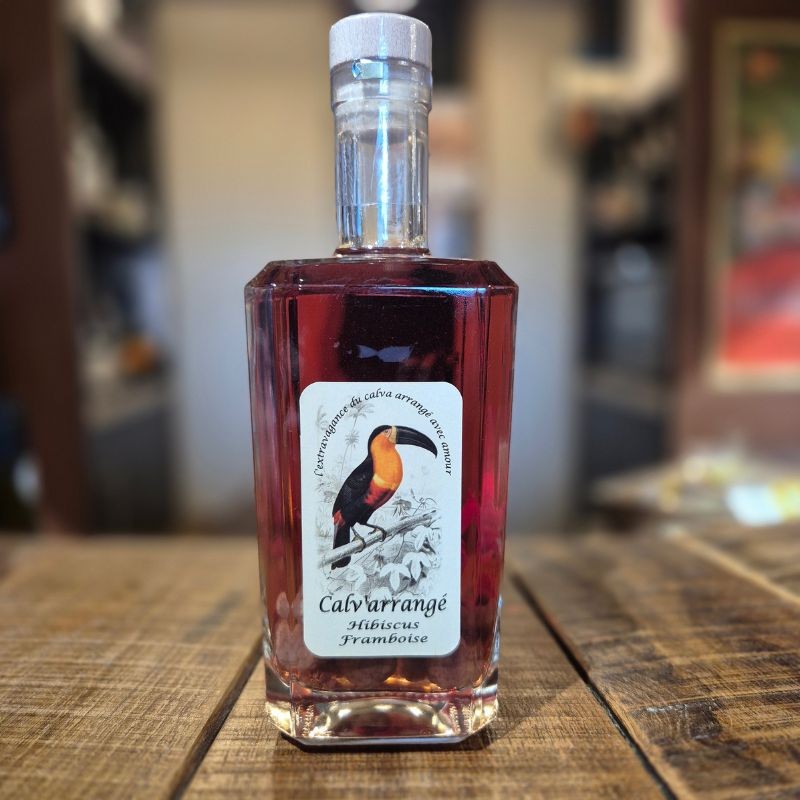 l'extravagance du calva arrangé avec amour
Calv'arrangé
Hibiscus
Framboise